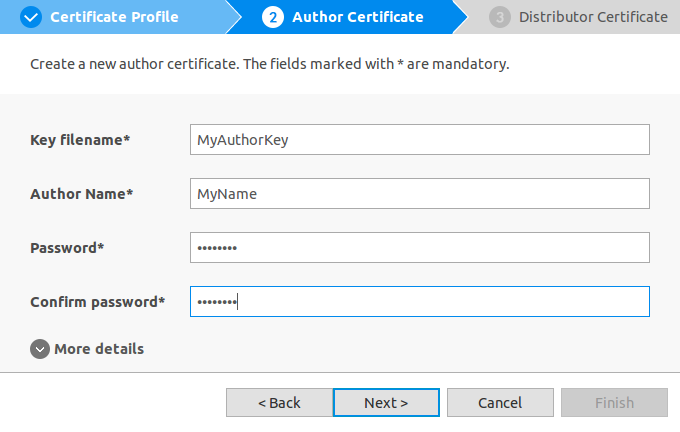 Certificate Profile 2 Author Certificate 3 Distributor Certificate
Create a new author certificate. The fields marked with * are mandatory.
Key filename* MyAuthorKey
Author Name* MyName
Password* ••••••••
Confirm password* ••••••••
More details
< Back Next > Cancel Finish